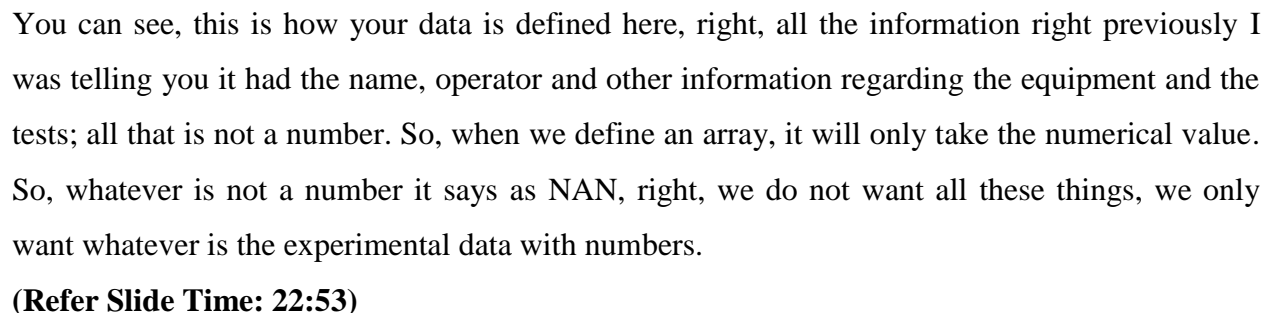 You can see, this is how your data is defined here, right, all the information right previously I
was telling you it had the name, operator and other information regarding the equipment and the
tests; all that is not a number. So, when we define an array, it will only take the numerical value.
So, whatever is not a number it says as NAN, right, we do not want all these things, we only
want whatever is the experimental data with numbers.
(Refer Slide Time: 22:53)